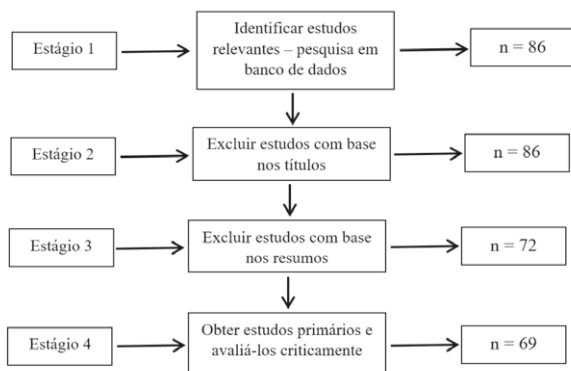 Estágio 1
Identificar estudos
relevantes – pesquisa em
banco de dados
n = 86
Estágio 2
Excluir estudos com base
nos títulos
n = 86
Estágio 3
Excluir estudos com base
nos resumos
n = 72
Estágio 4
Obter estudos primários e
avaliá-los criticamente
n = 69